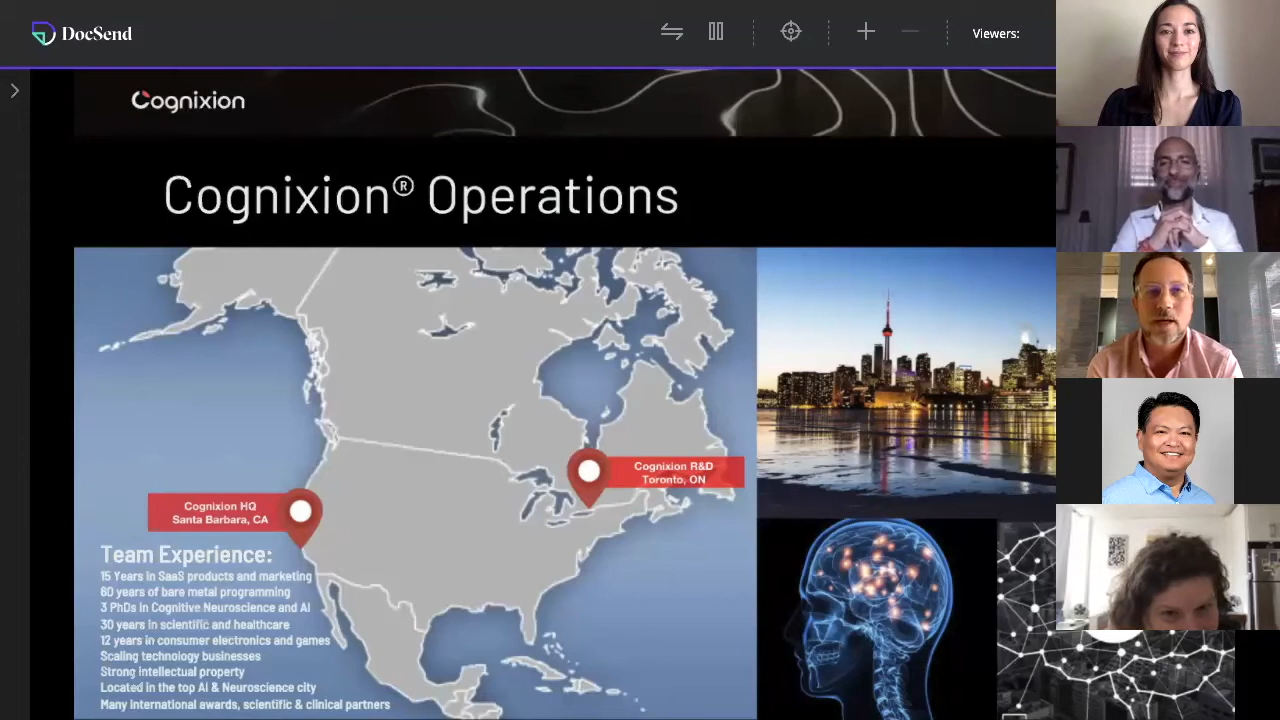 DocSend
Viewers:
Cognixion
Cognixion® Operations
Cognixion R&D
Toronto, ON
Cognixion HQ
Santa Barbara, CA
Team Experience:
15 Years in SaaS products and marketing
60 years of bare metal programming
3 PhDs in Cognitive Neuroscience and AI
30 years in scientific and healthcare
12 years in consumer electronics and games
Scaling technology businesses
Strong intellectual property
Located in the top AI & Neuroscience city
Many international awards, scientific & clinical partners